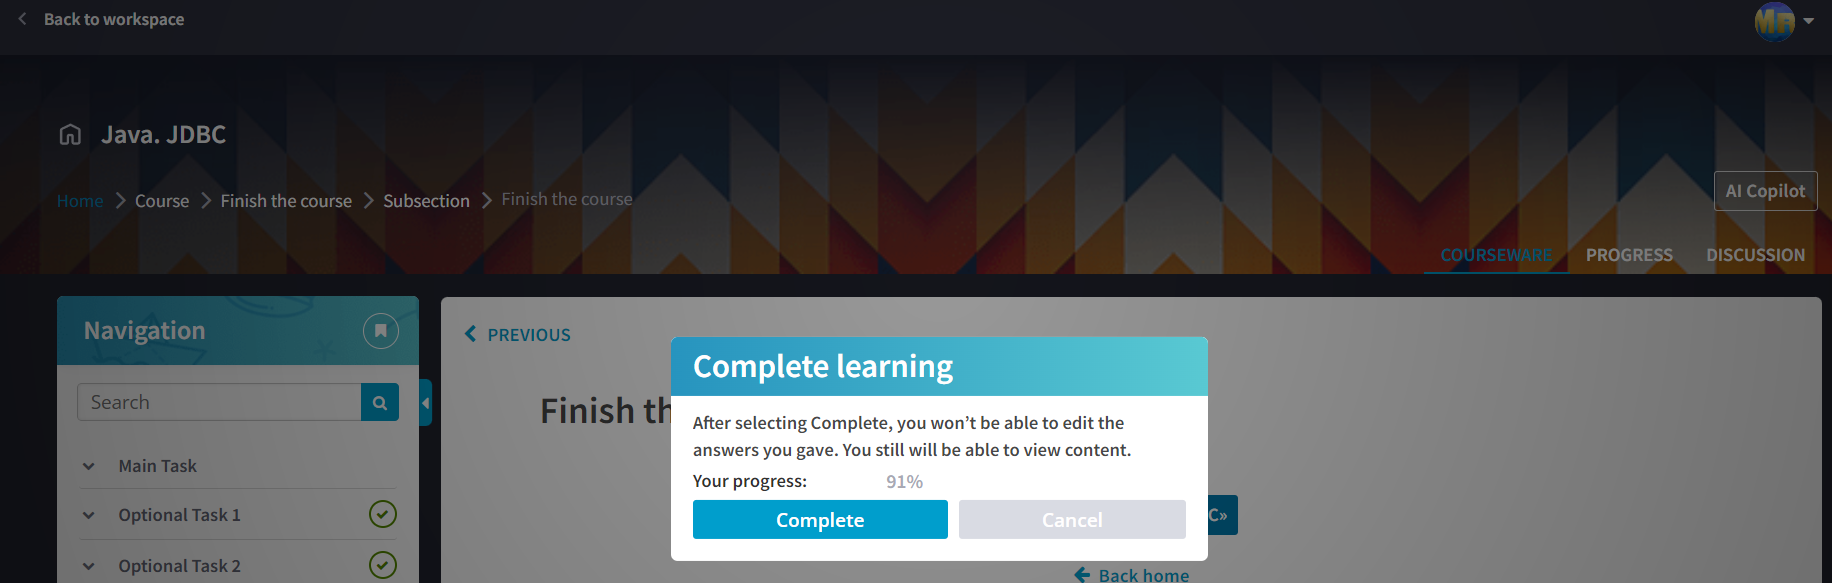 Back to workspace
MA
Java. JDBC
Home
Course
Finish the course
Subsection
Finish the course
AI Copilot
COURSEWARE
PROGRESS
DISCUSSION
Navigation
Search
Main Task
Optional Task 1
Optional Task 2
PREVIOUS
Finish th
Complete learning
After selecting Complete, you won’t be able to edit the
answers you gave. You still will be able to view content.
Your progress: 91%
Complete
Cancel
C»
Back home